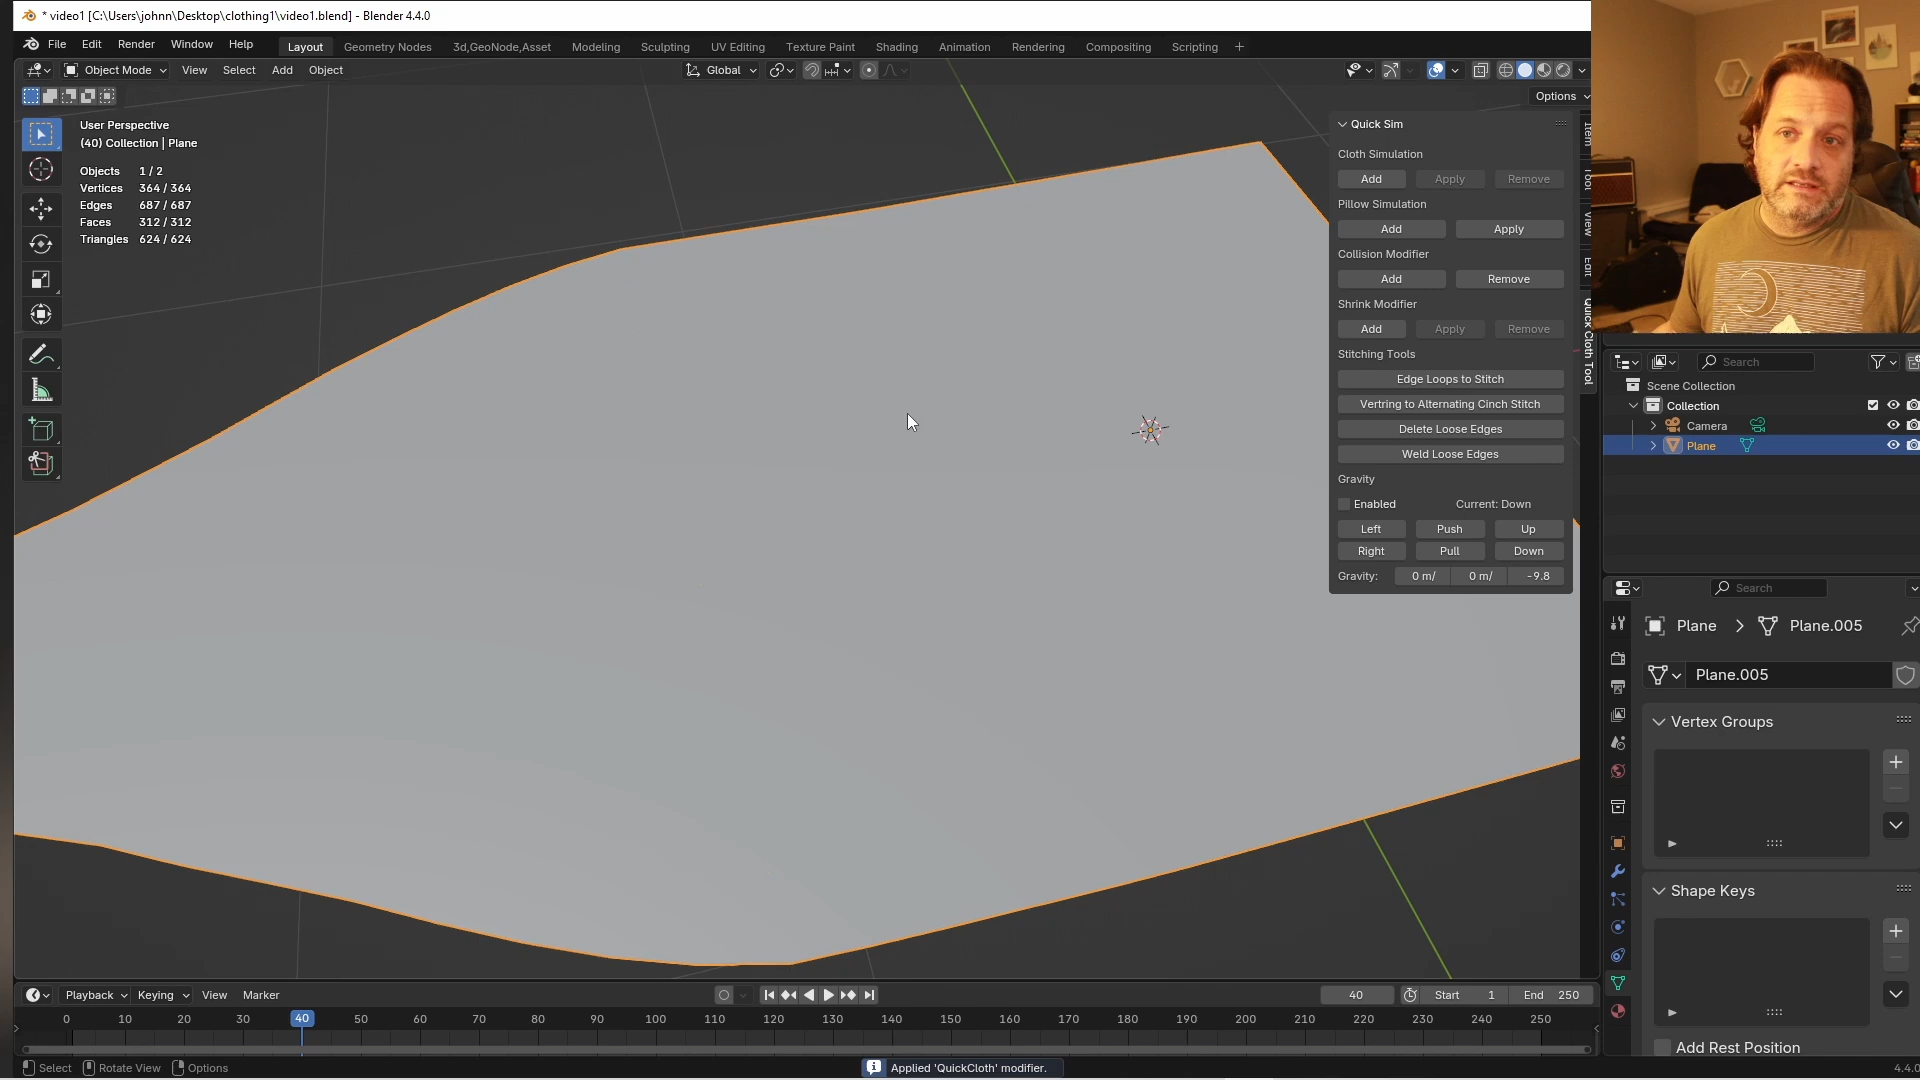 * video1 [C:\Users\johnn\Desktop\clothing1\video1.blend] - Blender 4.4.0
File Edit Render Window Help Layout Geometry Nodes 3d,GeoNode,Asset Modeling Sculpting UV Editing Texture Paint Shading Animation Rendering Compositing Scripting +
Object Mode View Select Add Object Global
Options
User Perspective
(40) Collection | Plane
Objects 1 / 2
Vertices 364 / 364
Edges 687 / 687
Faces 312 / 312
Triangles 624 / 624
Quick Sim
Cloth Simulation
Add Apply Remove
Pillow Simulation
Add Apply
Collision Modifier
Add Remove
Shrink Modifier
Add Apply Remove
Stitching Tools
Edge Loops to Stitch
Vertring to Alternating Cinch Stitch
Delete Loose Edges
Weld Loose Edges
Gravity
Enabled Current: Down
Left Push Up
Right Pull Down
Gravity: 0 m/ 0 m/ -9.8
Item
Tool
View
Edit
Quick Cloth Tool
Search
Scene Collection
Collection
Camera
Plane
Search
Plane > Plane.005
Plane.005
Vertex Groups
Shape Keys
Add Rest Position
Playback Keying View Marker
40 Start 1 End 250
0 10 20 30 40 50 60 70 80 90 100 110 120 130 140 150 160 170 180 190 200 210 220 230 240 250
Select Rotate View Options
Applied 'QuickCloth' modifier.
4.4.0